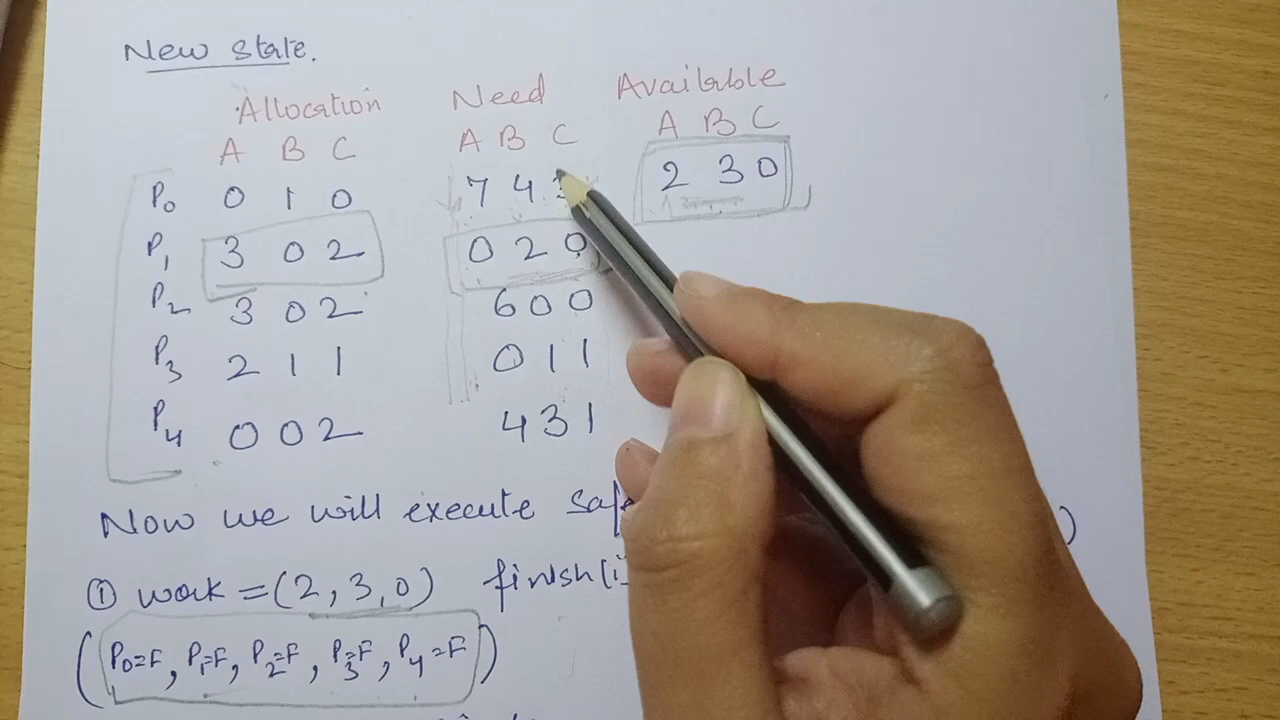 New state.
Allocation Need Available
A B C A B C A B C
P0 0 1 0 7 4 2 3 0
P1 3 0 2 0 2 0
P2 3 0 2 6 0 0
P3 2 1 1 0 1 1
P4 0 0 2 4 3 1
Now we will execute )
① work = (2, 3, 0) finish(i
(P0=F, P1=F, P2=F, P3=F, P4=F)